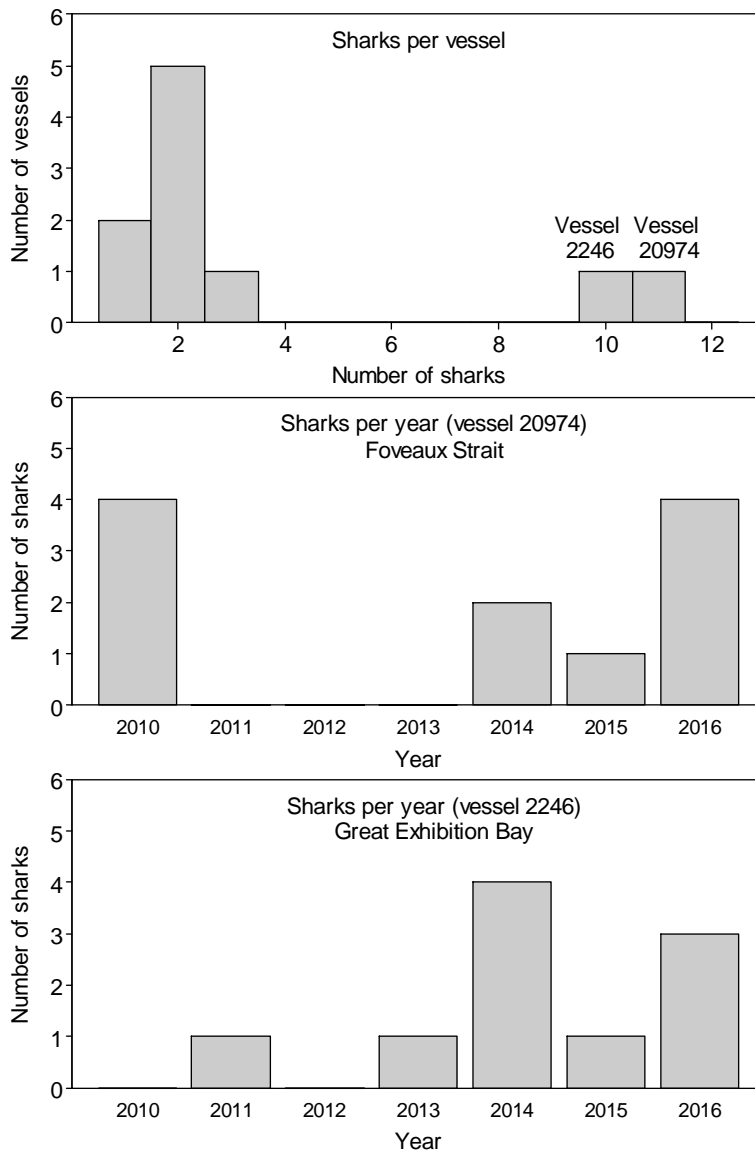 Sharks per vessel
Number of vessels
6
5
4
3
2
1
0
Vessel 2246
Vessel 20974
2 4 6 8 10 12
Number of sharks
Sharks per year (vessel 20974)
Foveaux Strait
Number of sharks
6
5
4
3
2
1
0
2010 2011 2012 2013 2014 2015 2016
Year
Sharks per year (vessel 2246)
Great Exhibition Bay
Number of sharks
6
5
4
3
2
1
0
2010 2011 2012 2013 2014 2015 2016
Year